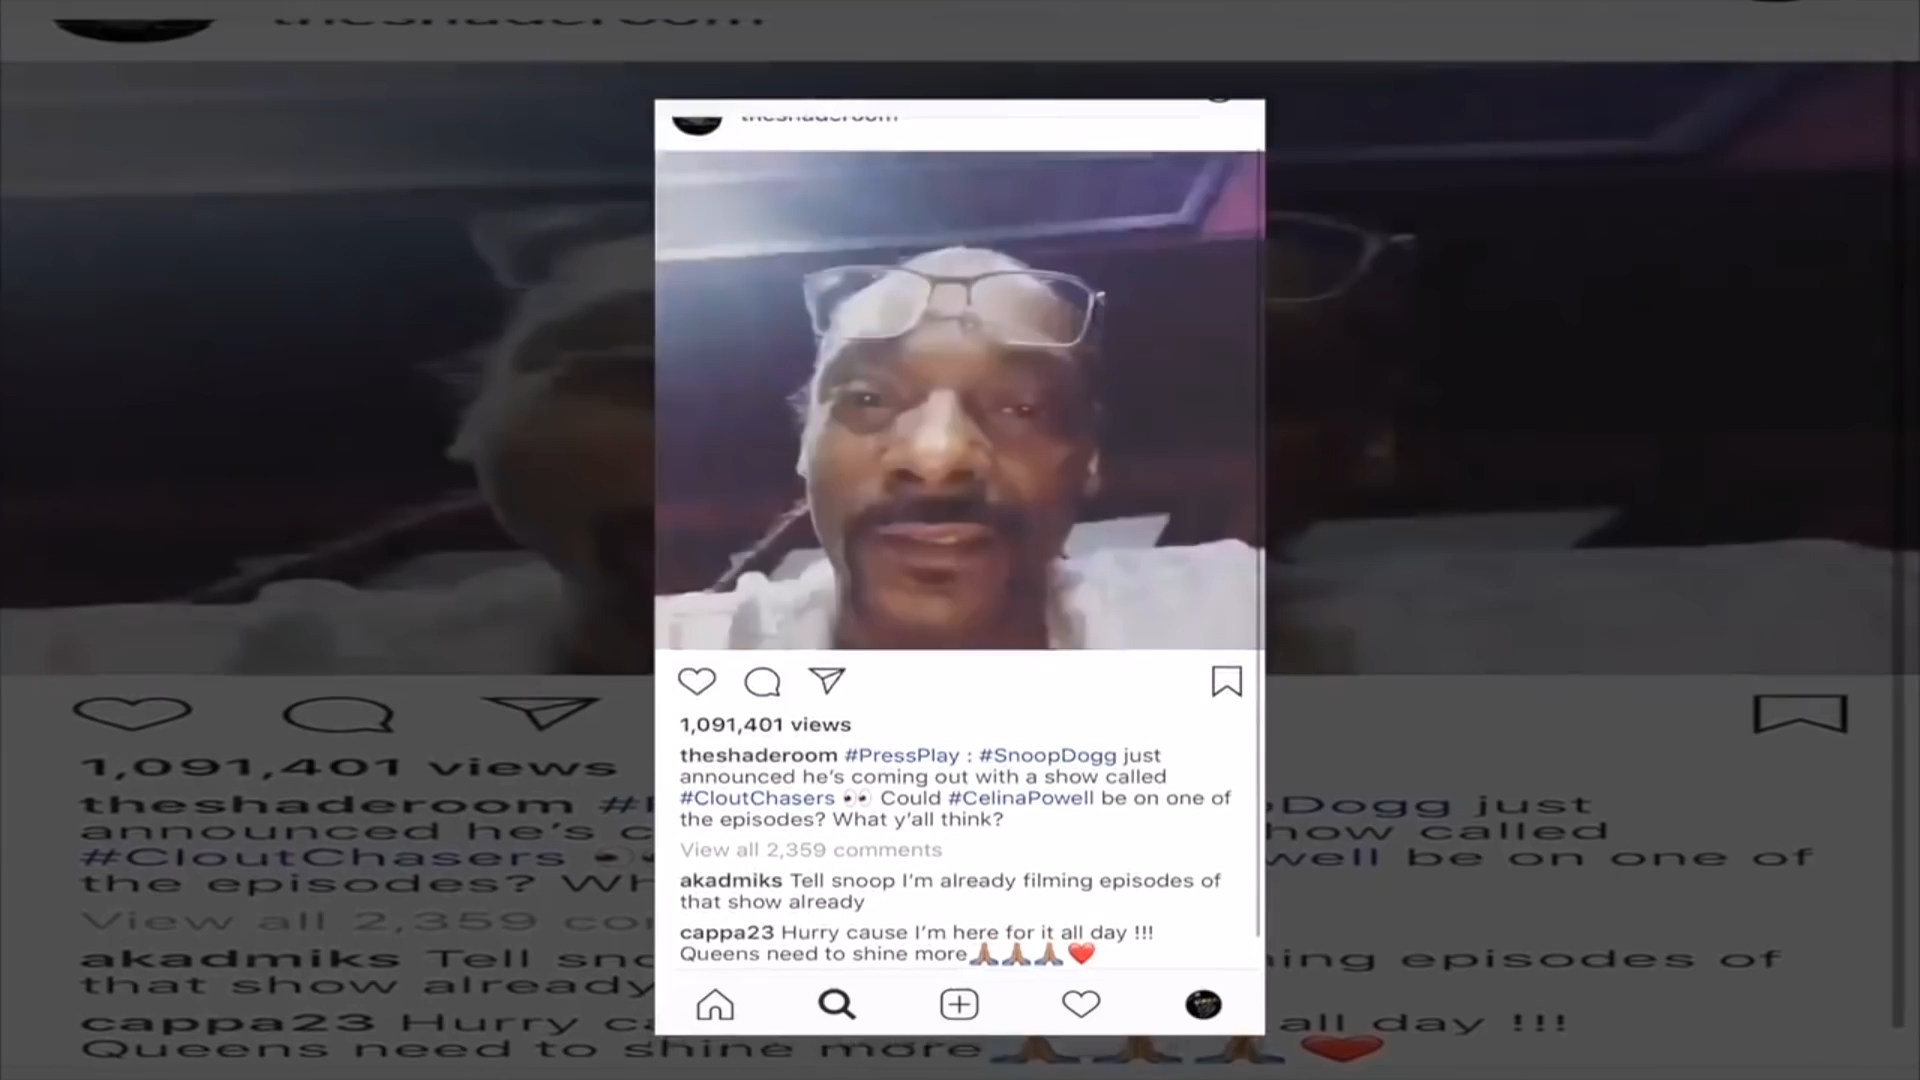 theshaderoom
1,091,401 views
theshaderoom #PressPlay : #SnoopDogg just
announced he's coming out with a show called
#CloutChasers 👀 Could #CelinaPowell be on one of
the episodes? What y'all think?
View all 2,359 comments
akadmiks Tell snoop I'm already filming episodes of
that show already
cappa23 Hurry cause I'm here for it all day !!!
Queens need to shine more🙏🏽🙏🏽🙏🏽❤️